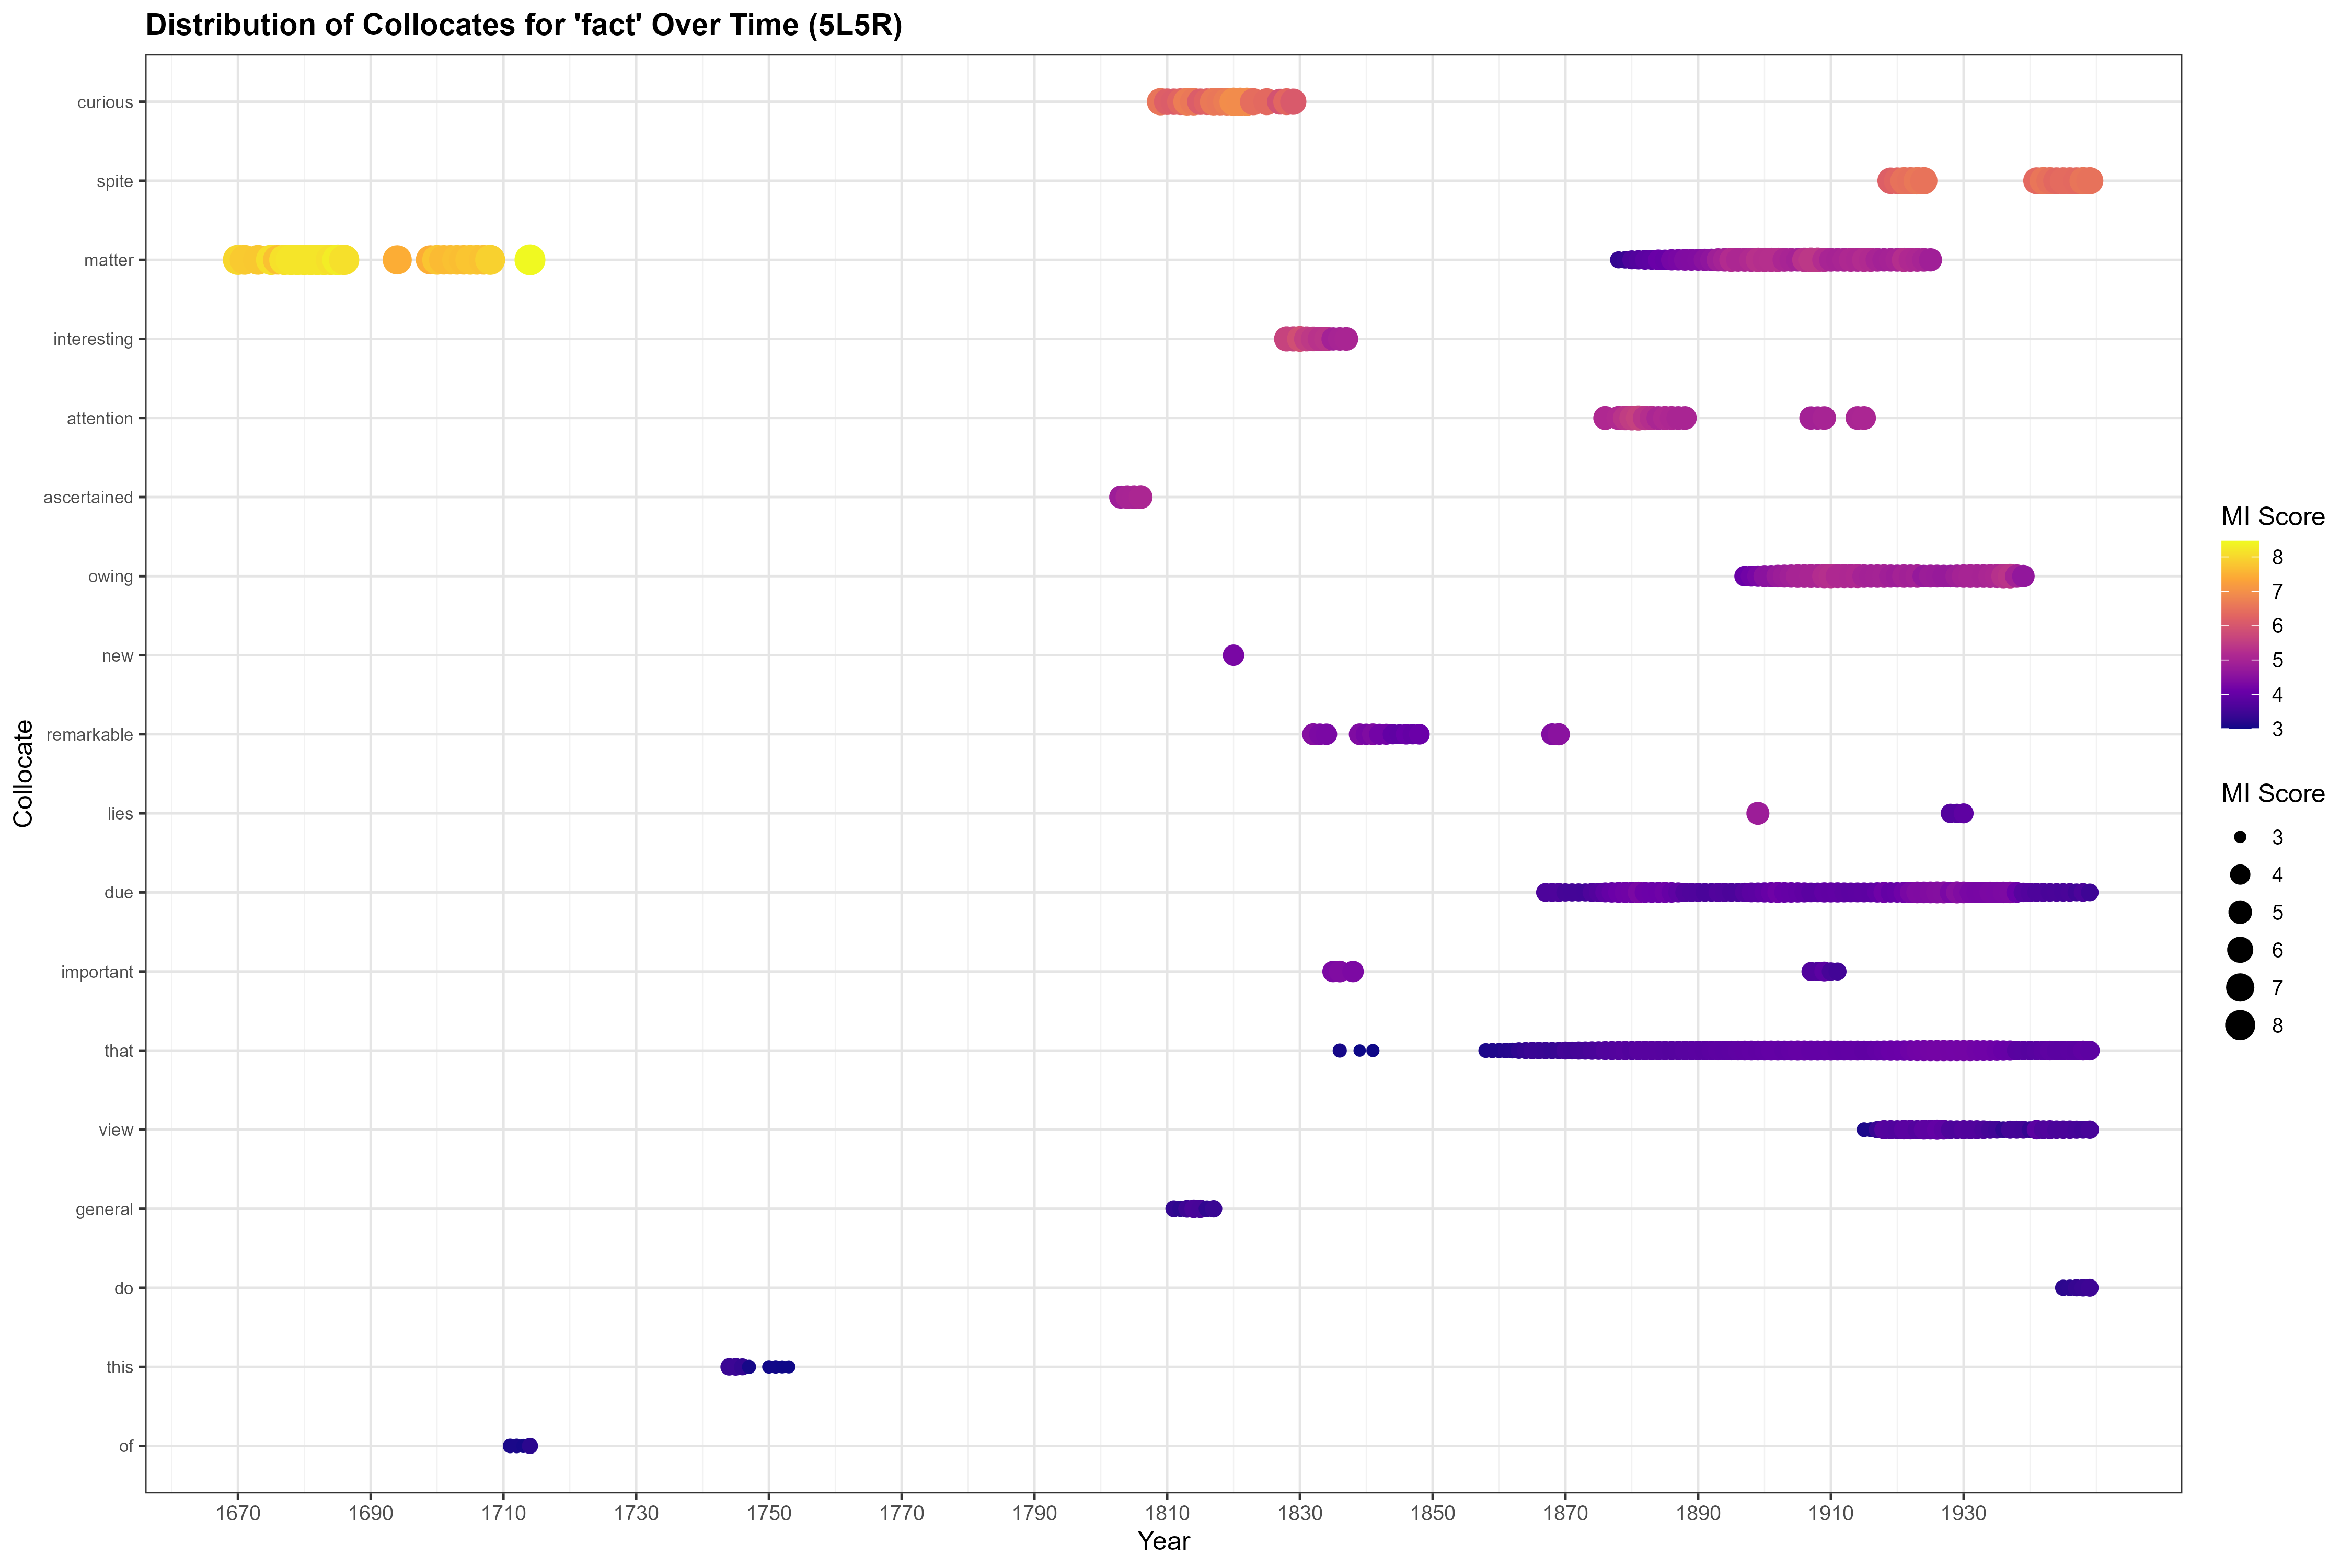 Distribution of Collocates for 'fact' Over Time (5L5R)
Collocate
curious
spite
matter
interesting
attention
ascertained
owing
new
remarkable
lies
due
important
that
view
general
do
this
of
1670 1690 1710 1730 1750 1770 1790 1810 1830 1850 1870 1890 1910 1930
Year
MI Score
8
7
6
5
4
3
MI Score
3
4
5
6
7
8